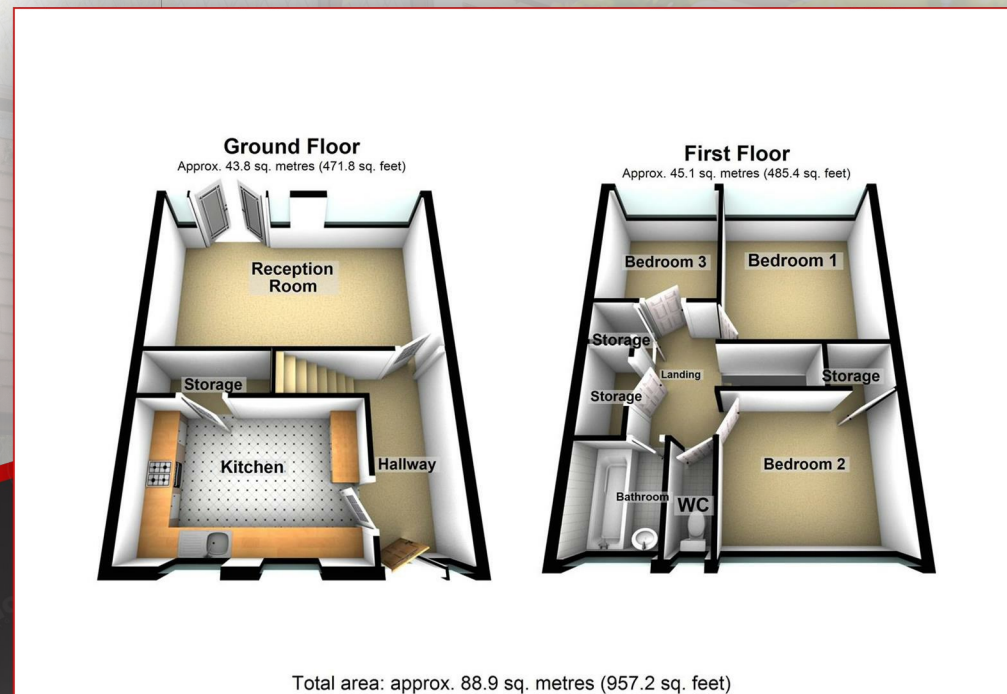 Ground Floor
Approx. 43.8 sq. metres (471.8 sq. feet)
Reception
Room
Storage
Kitchen
Hallway
First Floor
Approx. 45.1 sq. metres (485.4 sq. feet)
Bedroom 3
Bedroom 1
Storage
Landing
Storage
Storage
Bedroom 2
Bathroom
WC
Total area: approx. 88.9 sq. metres (957.2 sq. feet)